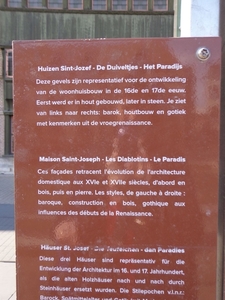 Huizen Sint-Jozef - De Duiveltjes - Het Paradijs
Deze gevels zijn representatief voor de ontwikkeling
van de woonhuisbouw in de 16de en 17de eeuw.
Eerst werd er in hout gebouwd, later in steen. Je ziet
van links naar rechts: barok, houtbouw en gotiek
met kenmerken uit de vroegrenaissance.
Maison Saint-Joseph - Les Diablotins - Le Paradis
Ces façades retracent l'évolution de l'architecture
domestique aux XVIe et XVIIe siècles, d'abord en
bois, puis en pierre. Les styles, de gauche à droite :
baroque, construction en bois, gothique aux
influences des débuts de la Renaissance.
Häuser St. Josef - Die Teufelchen - dan Paradies
Diese drei Häuser sind repräsentativ für die
Entwicklung der Architektur im 16. und 17. Jahrhundert,
als die alten Holzhäuser nach und nach durch
Steinhäuser ersetzt wurden. Die Stilepochen v.l.n.r.:
Barock,